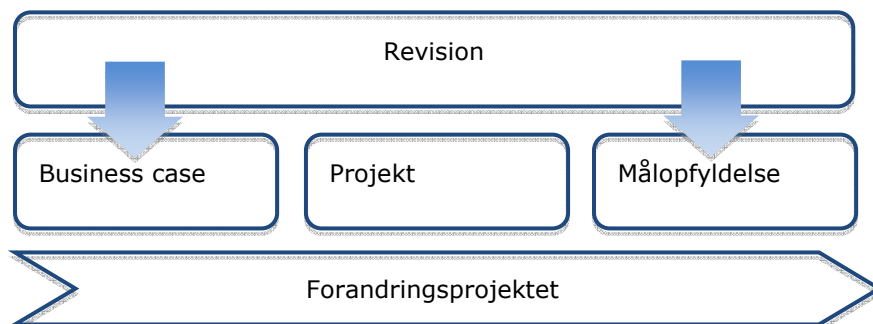 Revision
Business case
Projekt
Målopfyldelse
Forandringsprojektet